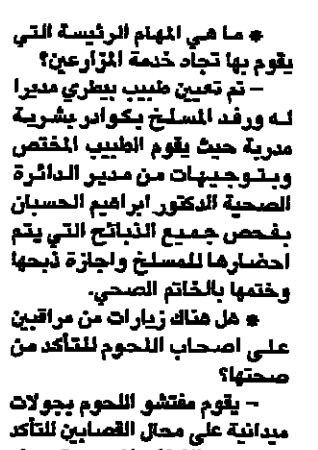 * ما هي المهام الرئيسة التي
يقوم بها تجاه خدمة المزارعين؟
– تم تعيين طبيب بيطري مديرا
له ورفد المسلخ بكوادر بشرية
مدربة حيث يقوم الطبيب المختص
وبتوجيهات من مدير الدائرة
الصحية الدكتور ابراهيم الحسبان
بفحص جميع الذبائح التي يتم
احضارها للمسلخ واجازة ذبحها
وختمها بالخاتم الصحي.
* هل هناك زيارات من مراقبين
على اصحاب اللحوم للتأكد من
صحتها؟
– يقوم مفتشو اللحوم بجولات
ميدانية على محال القصابين للتأكد